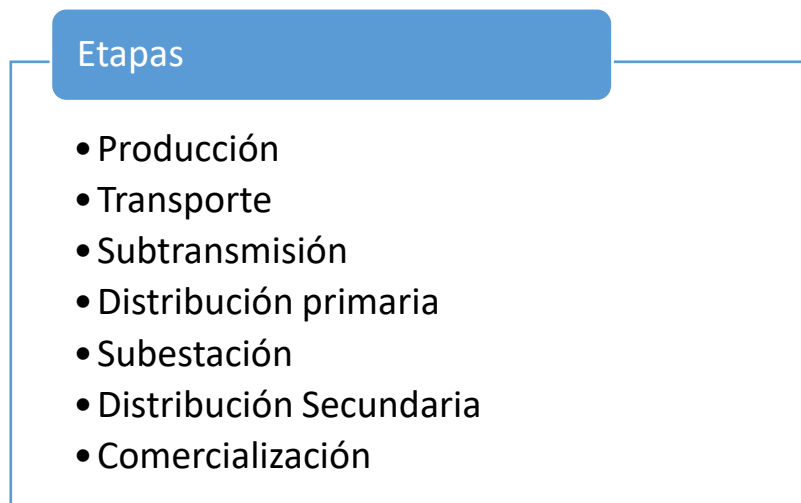 Etapas
•Producción
•Transporte
•Subtransmisión
•Distribución primaria
•Subestación
•Distribución Secundaria
•Comercialización